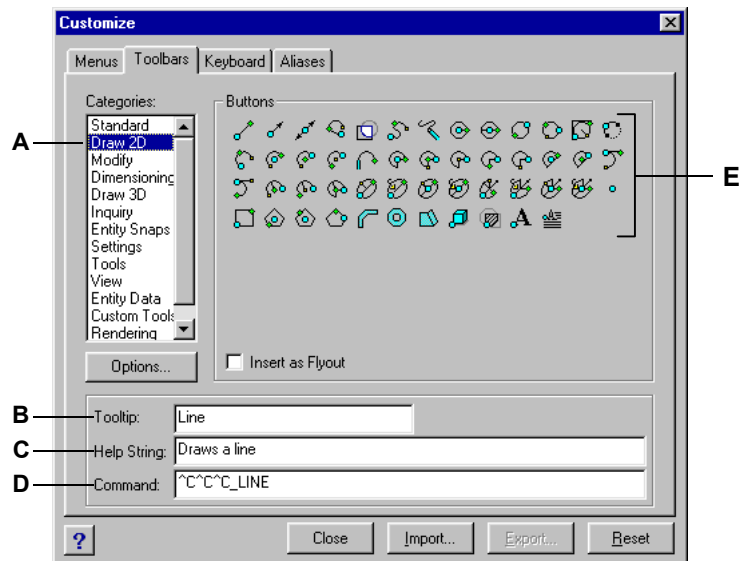 Customize
Menus Toolbars Keyboard Aliases
Categories:
Buttons
A
Standard
Draw 2D
Modify
Dimensioning
Draw 3D
Inquiry
Entity Snaps
Settings
Tools
View
Entity Data
Custom Tools
Rendering
E
Options...
Insert as Flyout
B
Tooltip: Line
C
Help String: Draws a line
D
Command: ^C^C^C_LINE
? Close Import... Export... Reset